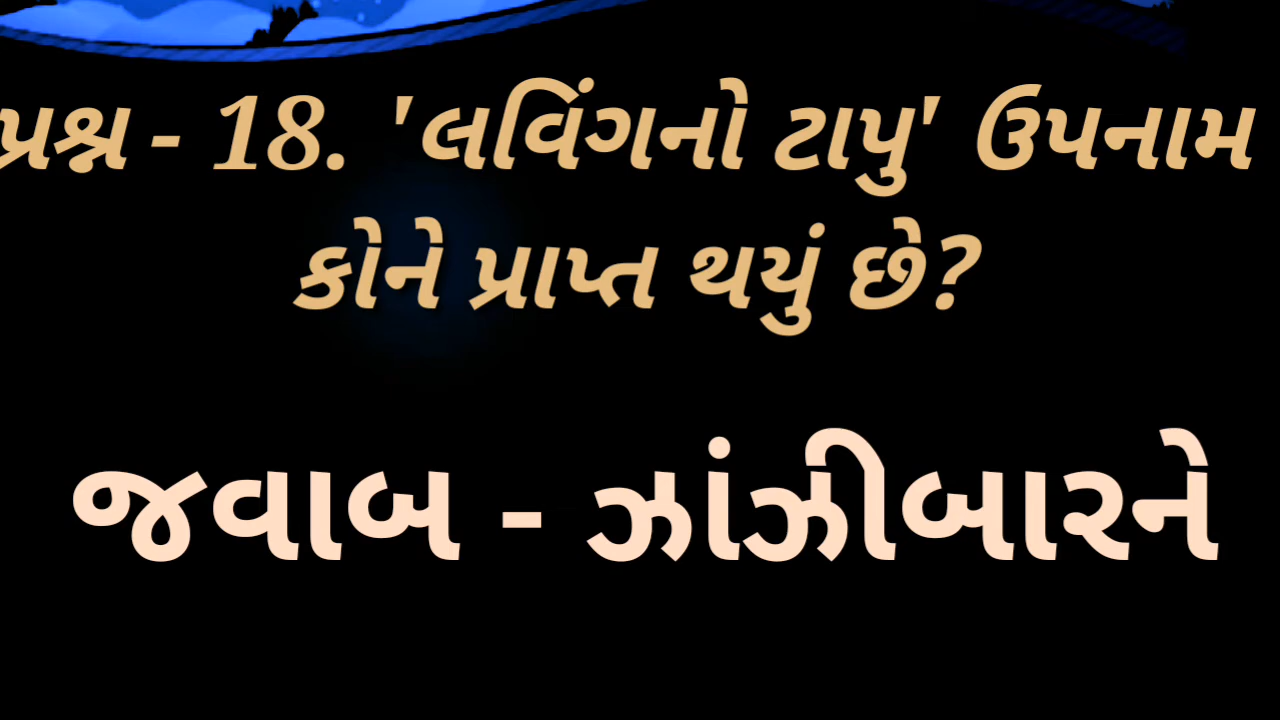 પ્રશ્ન - 18. 'લવિંગનો ટાપુ' ઉપનામ
કોને પ્રાપ્ત થયું છે?
જવાબ - ઝાંઝીબારને